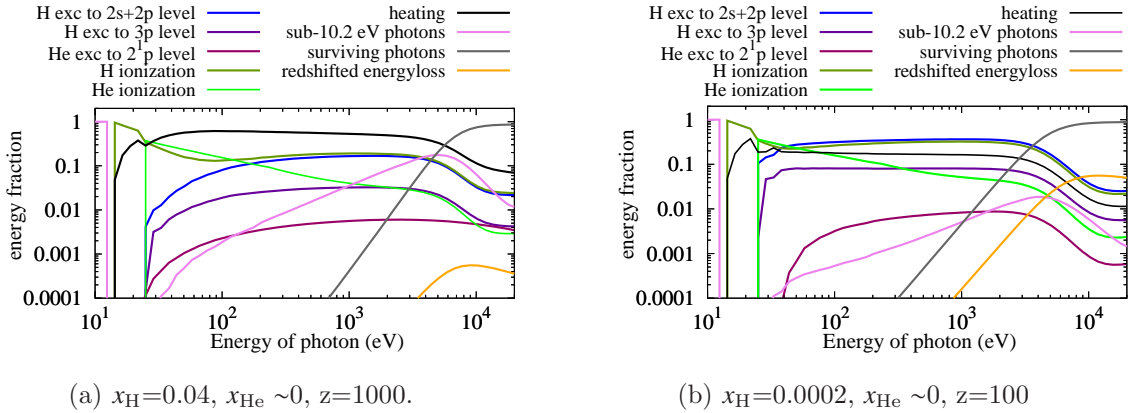 H exc to 2s+2p level
H exc to 3p level
He exc to 2¹p level
H ionization
He ionization
heating
sub-10.2 eV photons
surviving photons
redshifted energyloss
energy fraction
1
0.1
0.01
0.001
0.0001
10¹ 10² 10³ 10⁴
Energy of photon (eV)
(a) xH=0.04, xHe ~0, z=1000.
H exc to 2s+2p level
H exc to 3p level
He exc to 2¹p level
H ionization
He ionization
heating
sub-10.2 eV photons
surviving photons
redshifted energyloss
energy fraction
1
0.1
0.01
0.001
0.0001
10¹ 10² 10³ 10⁴
Energy of photon (eV)
(b) xH=0.0002, xHe ~0, z=100